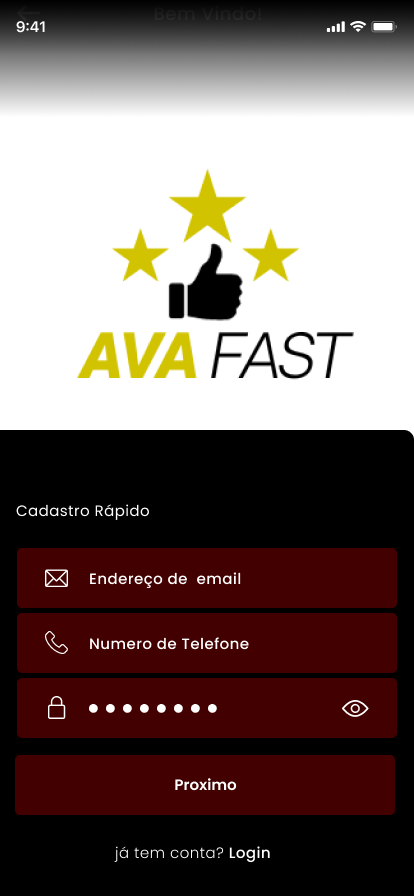 Bem Vindo!
9:41
AVA FAST
Cadastro Rápido
Endereço de  email
Numero de Telefone
Proximo
já tem conta? Login